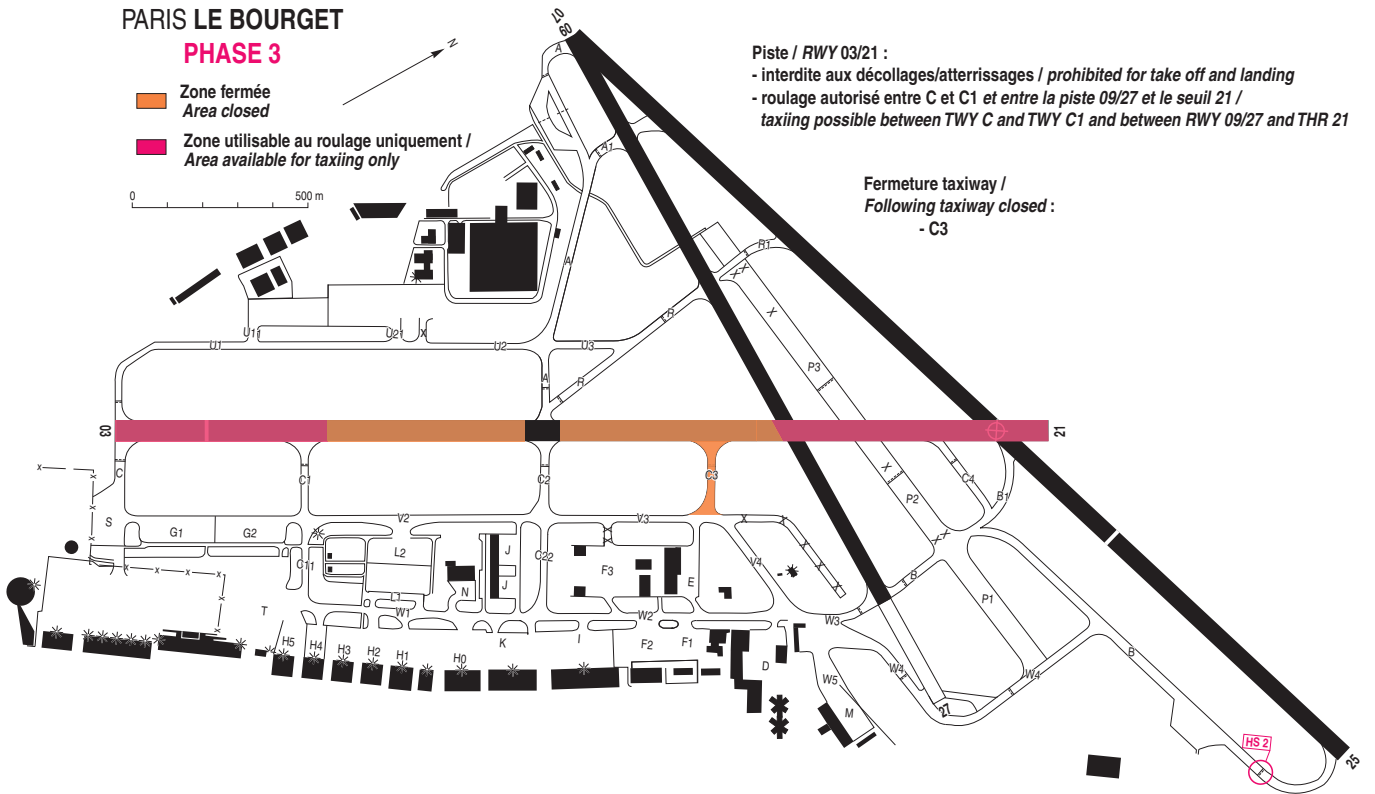 PARIS LE BOURGET
PHASE 3
Zone fermée
Area closed
Zone utilisable au roulage uniquement /
Area available for taxiing only
0 500 m
N
Piste / RWY 03/21 :
- interdite aux décollages/atterrissages / prohibited for take off and landing
- roulage autorisé entre C et C1 et entre la piste 09/27 et le seuil 21 /
taxiing possible between TWY C and TWY C1 and between RWY 09/27 and THR 21
Fermeture taxiway /
Following taxiway closed :
- C3
07
09
A
A1
R1
X X
A
X
R
U11
U21
X
U1
U2
U3
P3
A
R
03
21
X
C
C1
C2
C3
C4
P2
B1
S
G1
G2
V2
V3
X
X
X
X
X
X X
C11
L2
J
J
C22
F3
E
V4
N
B
P1
L1
W1
W2
W3
T
H5
H4
H3
H2
H1
H0
K
I
F2
F1
D
W4
W5
W4
B
M
27
HS 2
25